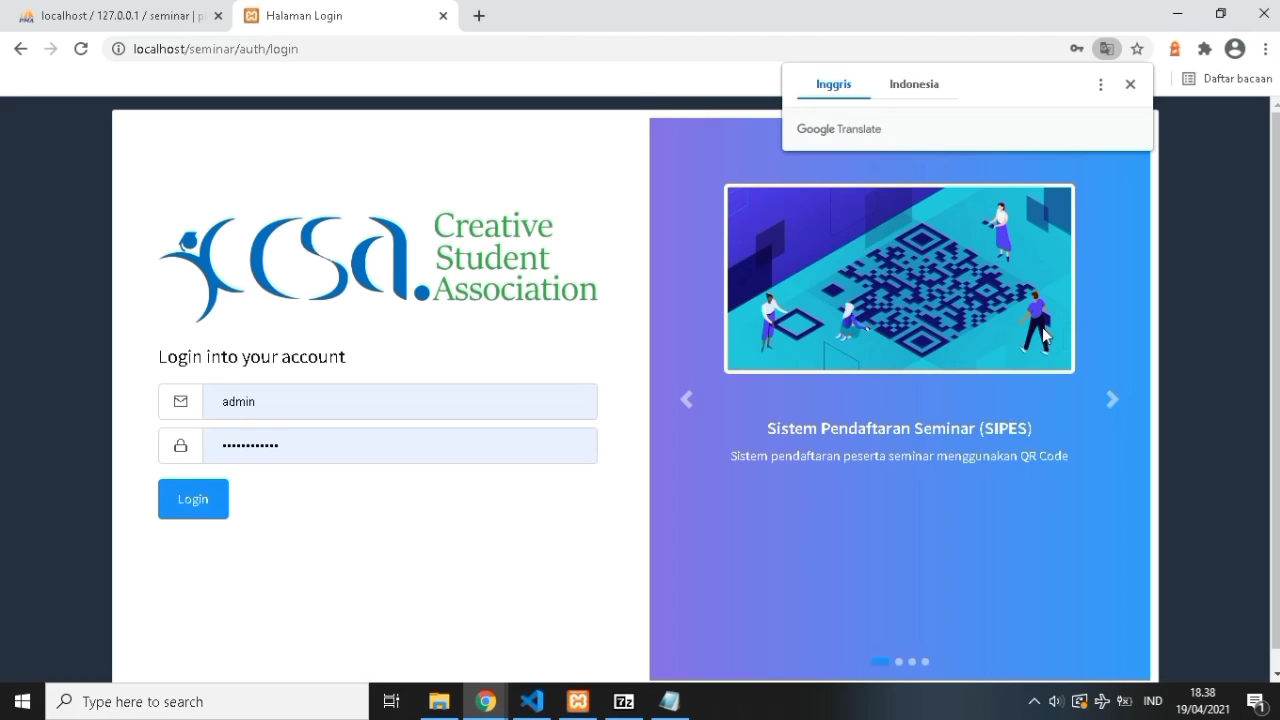 localhost / 127.0.0.1 / seminar | p
Halaman Login
localhost/seminar/auth/login
Daftar bacaan
Inggris
Indonesia
Google Translate
ccsa.
Creative
Student
Association
Login into your account
admin
••••••••••••
Login
Sistem Pendaftaran Seminar (SIPES)
Sistem pendaftaran peserta seminar menggunakan QR Code
Type here to search
IND
18.38
19/04/2021
1